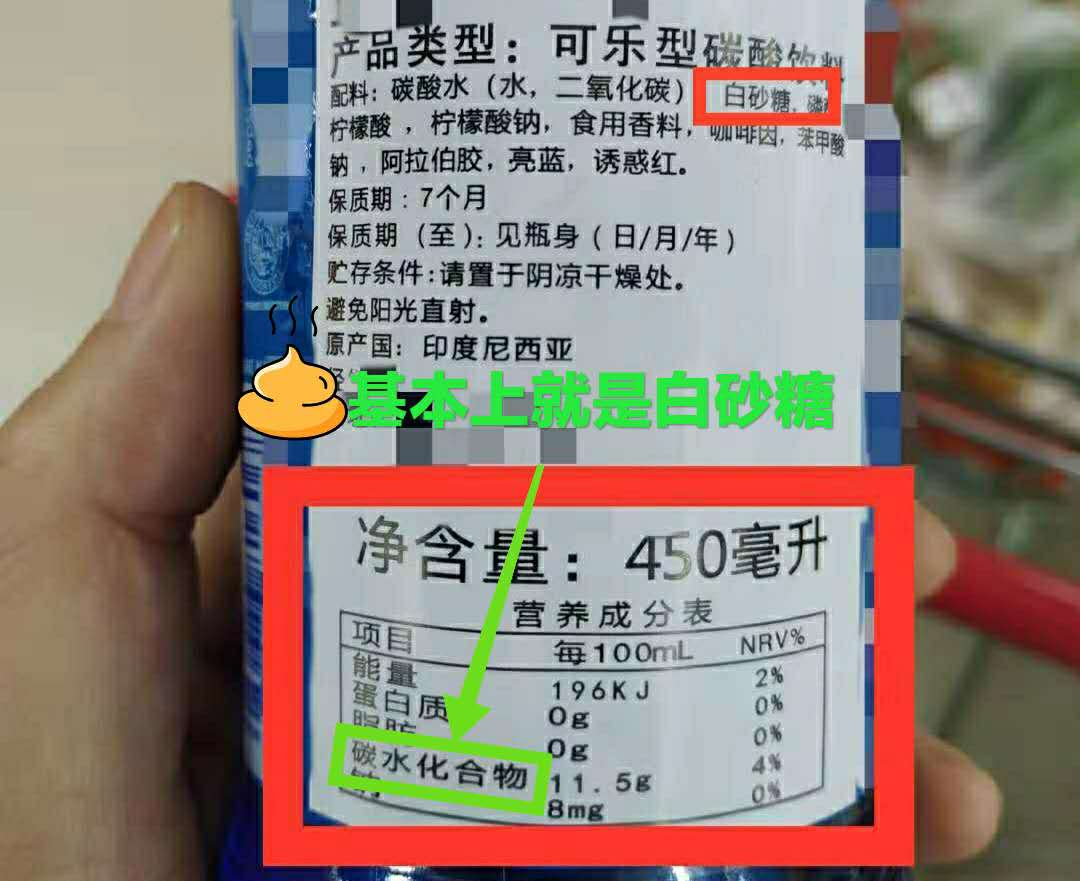 产品类型：可乐型碳酸饮料
配料：碳酸水（水，二氧化碳）白砂糖、磷酸
柠檬酸，柠檬酸钠，食用香料，咖啡因，苯甲酸
钠，阿拉伯胶，亮蓝，诱惑红。
保质期：7个月
保质期（至）：见瓶身（日/月/年）
贮存条件：请置于阴凉干燥处。
避免阳光直射。
原产国：印度尼西亚
基本上就是白砂糖
净含量：450毫升
营养成分表
项目 每100mL NRV%
能量 196KJ 2%
蛋白质 0g 0%
脂肪 0g 0%
碳水化合物 11.5g 4%
钠 8mg 0%